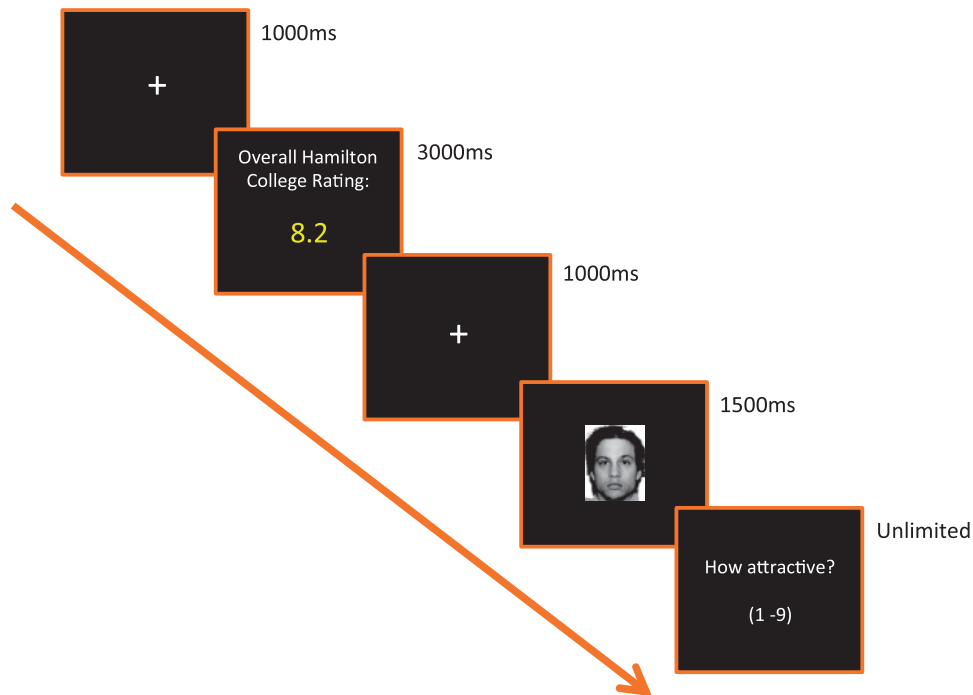 1000ms
+
Overall Hamilton
College Rating:
8.2
3000ms
+
1000ms
1500ms
How attractive?
(1 -9)
Unlimited